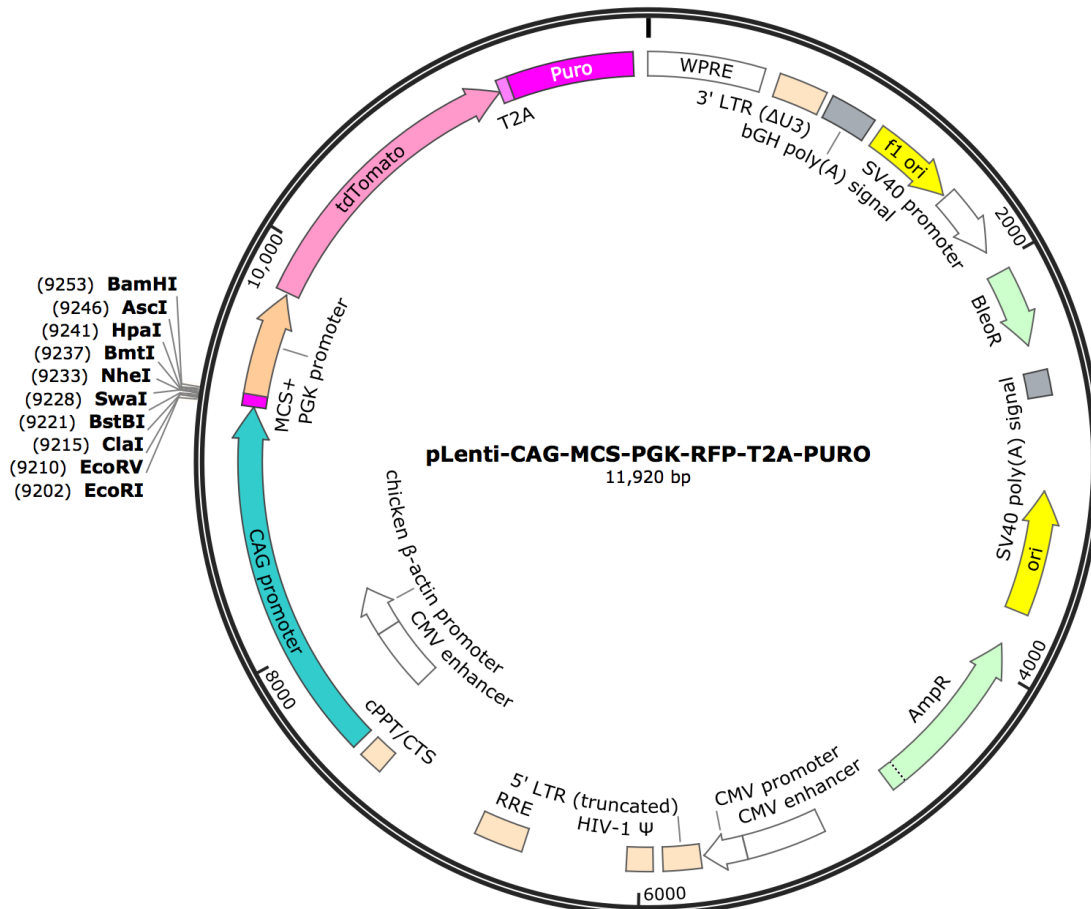 WPRE
3' LTR (ΔU3)
bGH poly(A) signal
f1 ori
SV40 promoter
2000
BleoR
SV40 poly(A) signal
ori
4000
AmpR
CMV enhancer
CMV promoter
5' LTR (truncated)
6000
HIV-1 Ψ
RRE
cPPT/CTS
8000
CAG promoter
CMV enhancer
chicken β-actin promoter
MCS+
PGK promoter
(9253) BamHI
(9246) AscI
(9241) HpaI
(9237) BmtI
(9233) NheI
(9228) SwaI
(9221) BstBI
(9215) ClaI
(9210) EcoRV
(9202) EcoRI
10,000
tdTomato
T2A
Puro
pLenti-CAG-MCS-PGK-RFP-T2A-PURO
11,920 bp